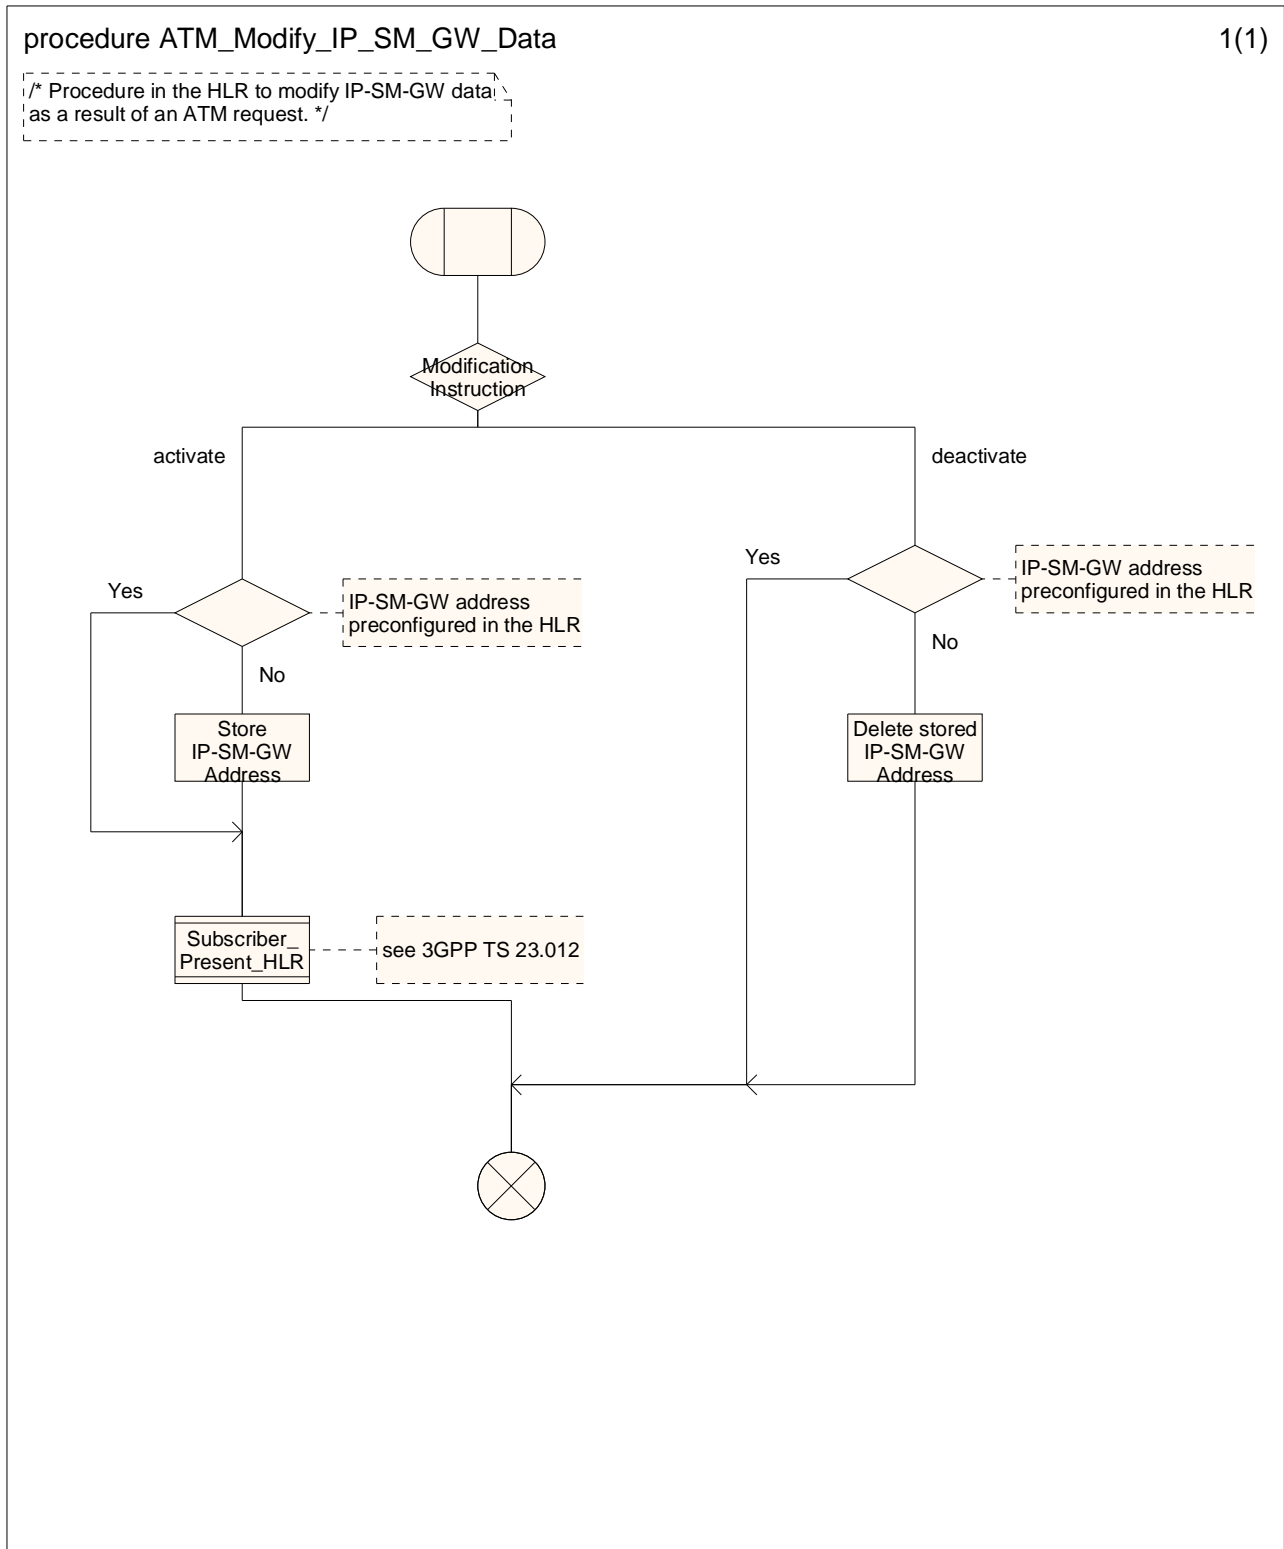 procedure ATM_Modify_IP_SM_GW_Data
1(1)
/* Procedure in the HLR to modify IP-SM-GW data
as a result of an ATM request. */
Modification
Instruction
activate
deactivate
Yes
IP-SM-GW address
preconfigured in the HLR
No
Yes
IP-SM-GW address
preconfigured in the HLR
No
Store
IP-SM-GW
Address
Delete stored
IP-SM-GW
Address
Subscriber_
Present_HLR
see 3GPP TS 23.012